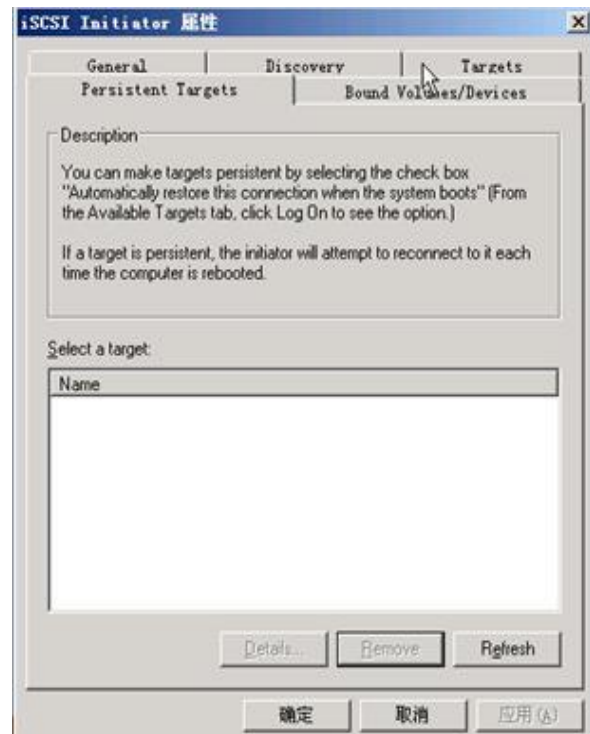 iSCSI Initiator 属性
General Discovery Targets
Persistent Targets Bound Volumes/Devices
Description
You can make targets persistent by selecting the check box
"Automatically restore this connection when the system boots" (From
the Available Targets tab, click Log On to see the option.)
If a target is persistent, the initiator will attempt to reconnect to it each
time the computer is rebooted.
Select a target:
Name
Details... Remove Refresh
确定 取消 应用(A)